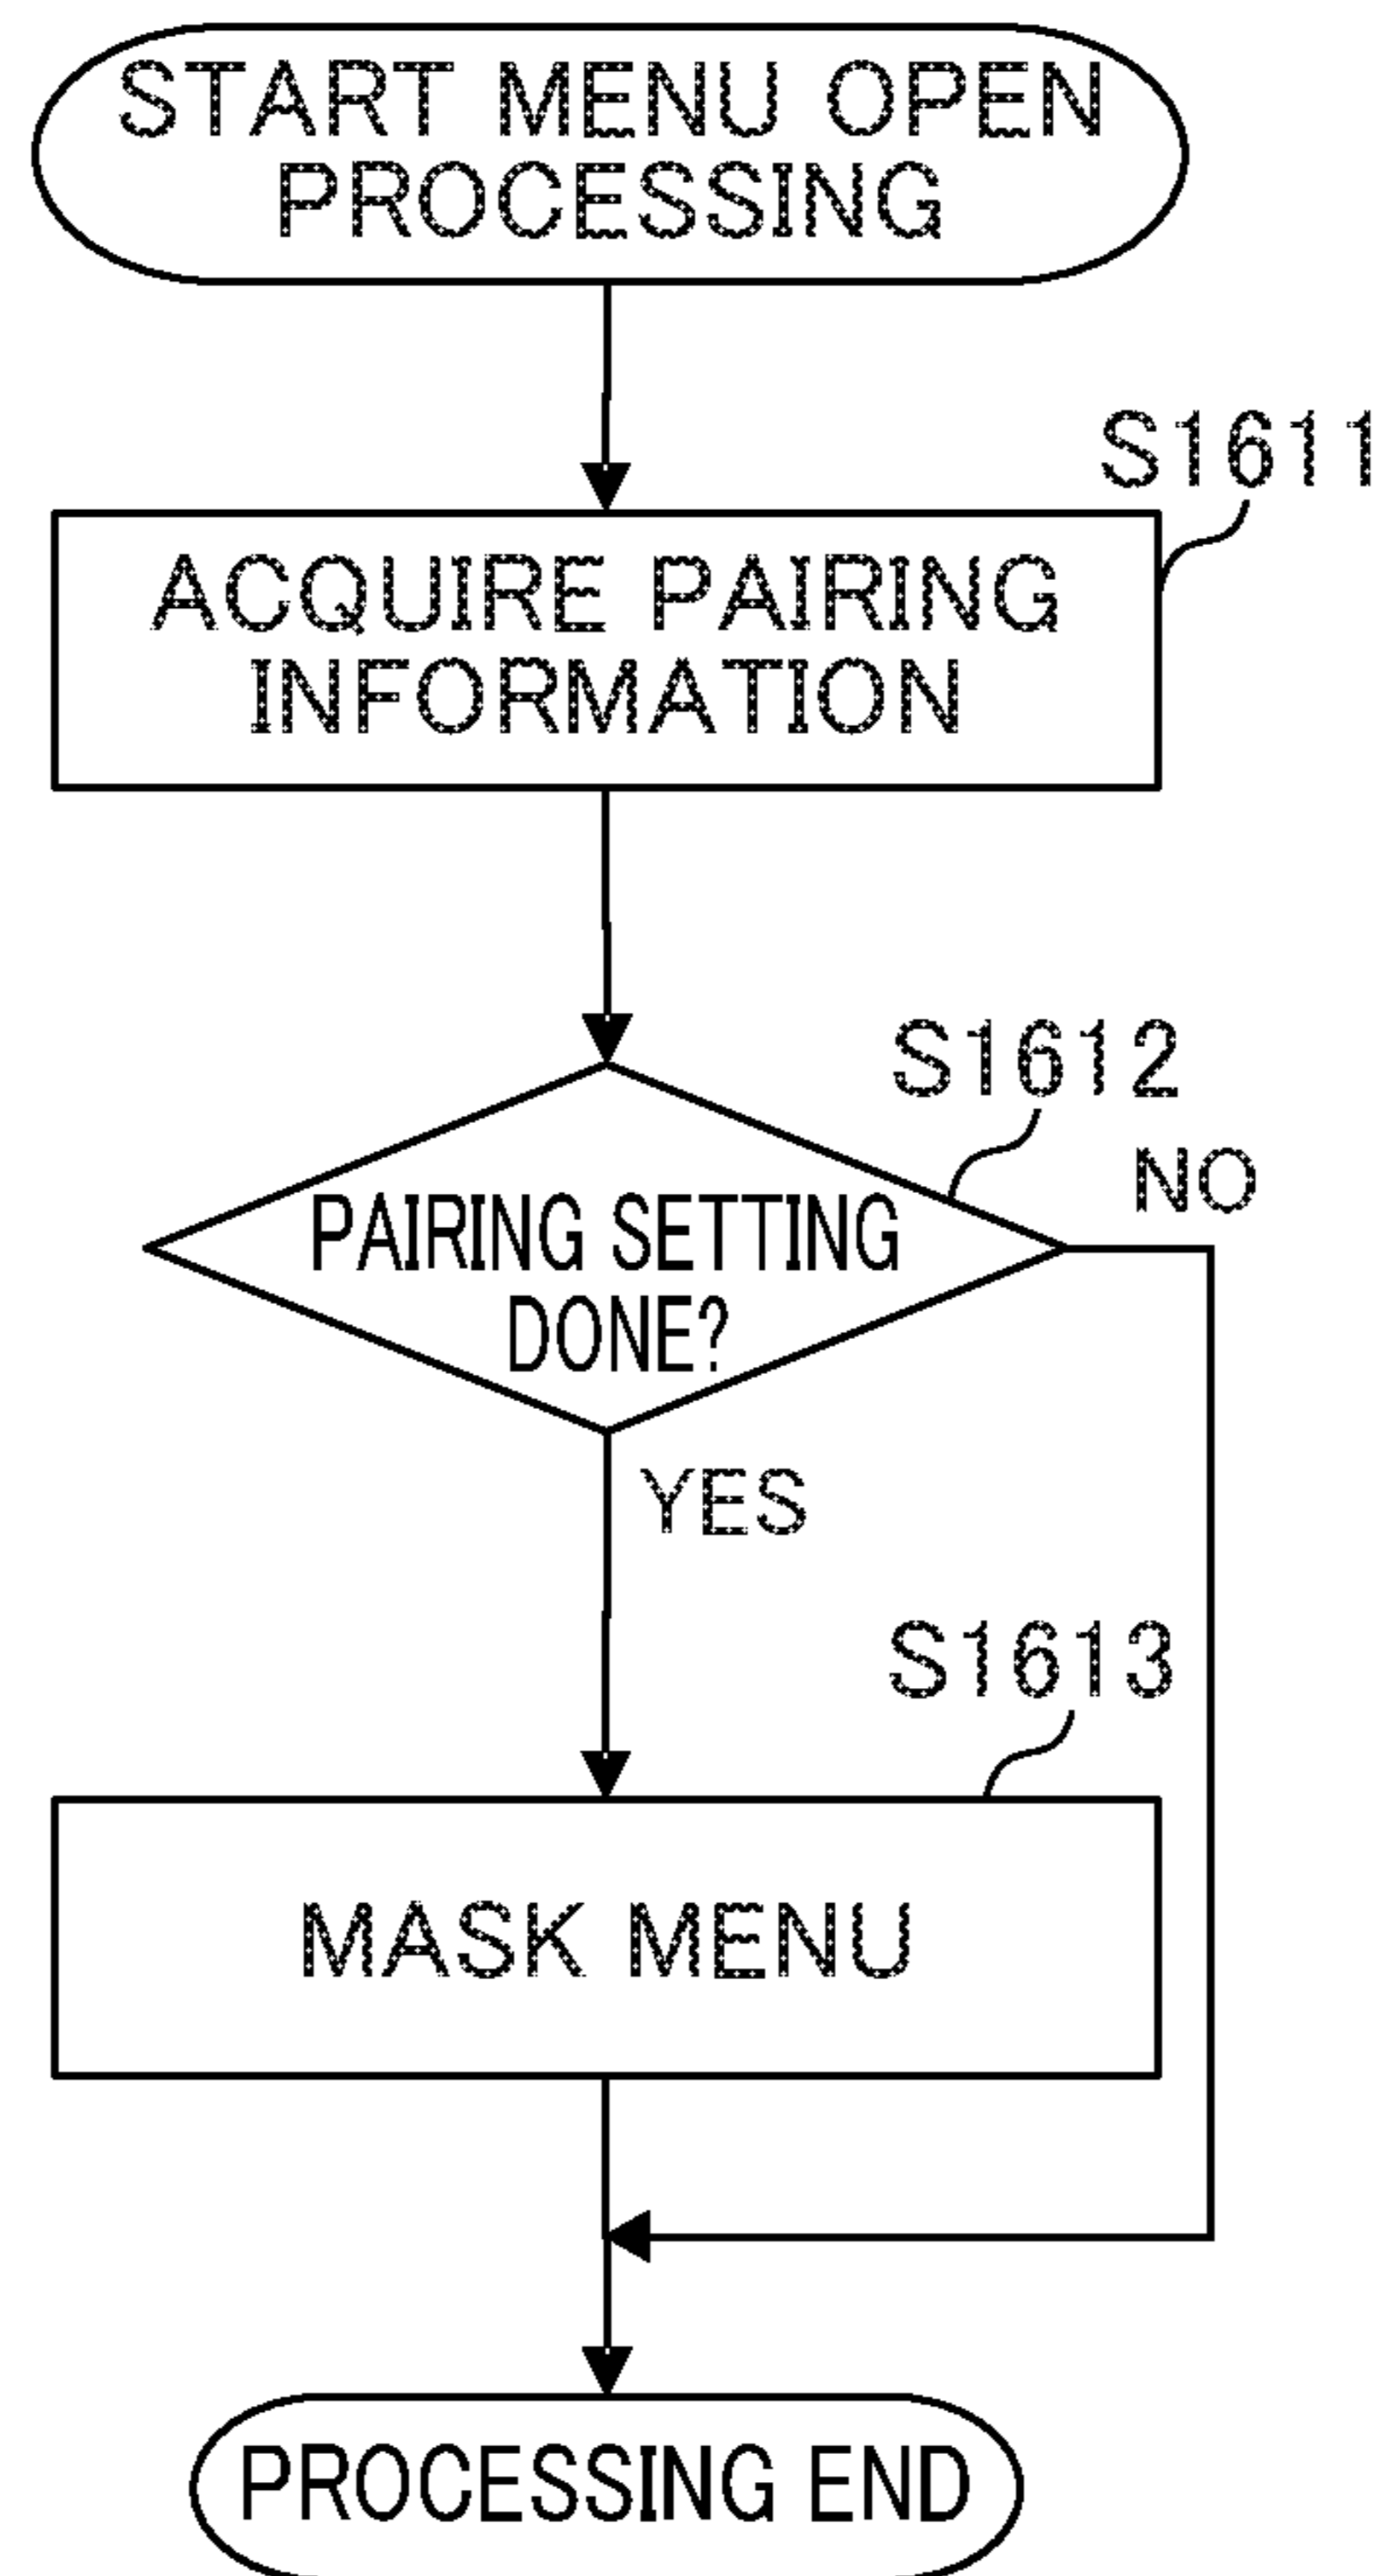 START MENU OPEN
PROCESSING
S1611
ACQUIRE PAIRING
INFORMATION
S1612
NO
PAIRING SETTING
DONE?
YES
S1613
MASK MENU
PROCESSING END